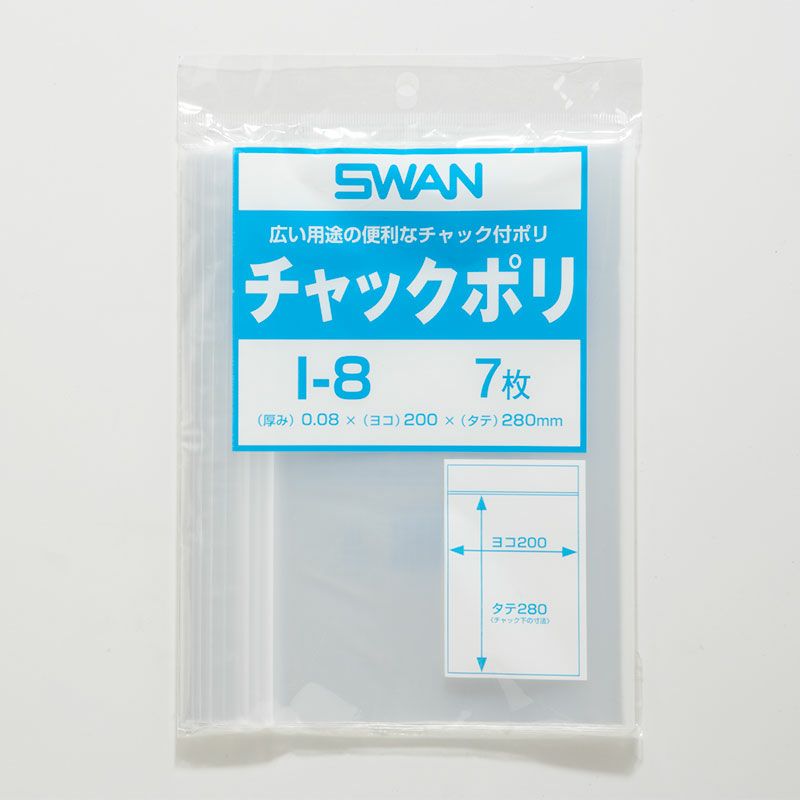 SWAN
広い用途の便利なチャック付ポリ
チャックポリ
I-8 7枚
(厚み) 0.08 × (ヨコ) 200 × (タテ) 280mm
ヨコ200
タテ280
〈チャック下の寸法〉